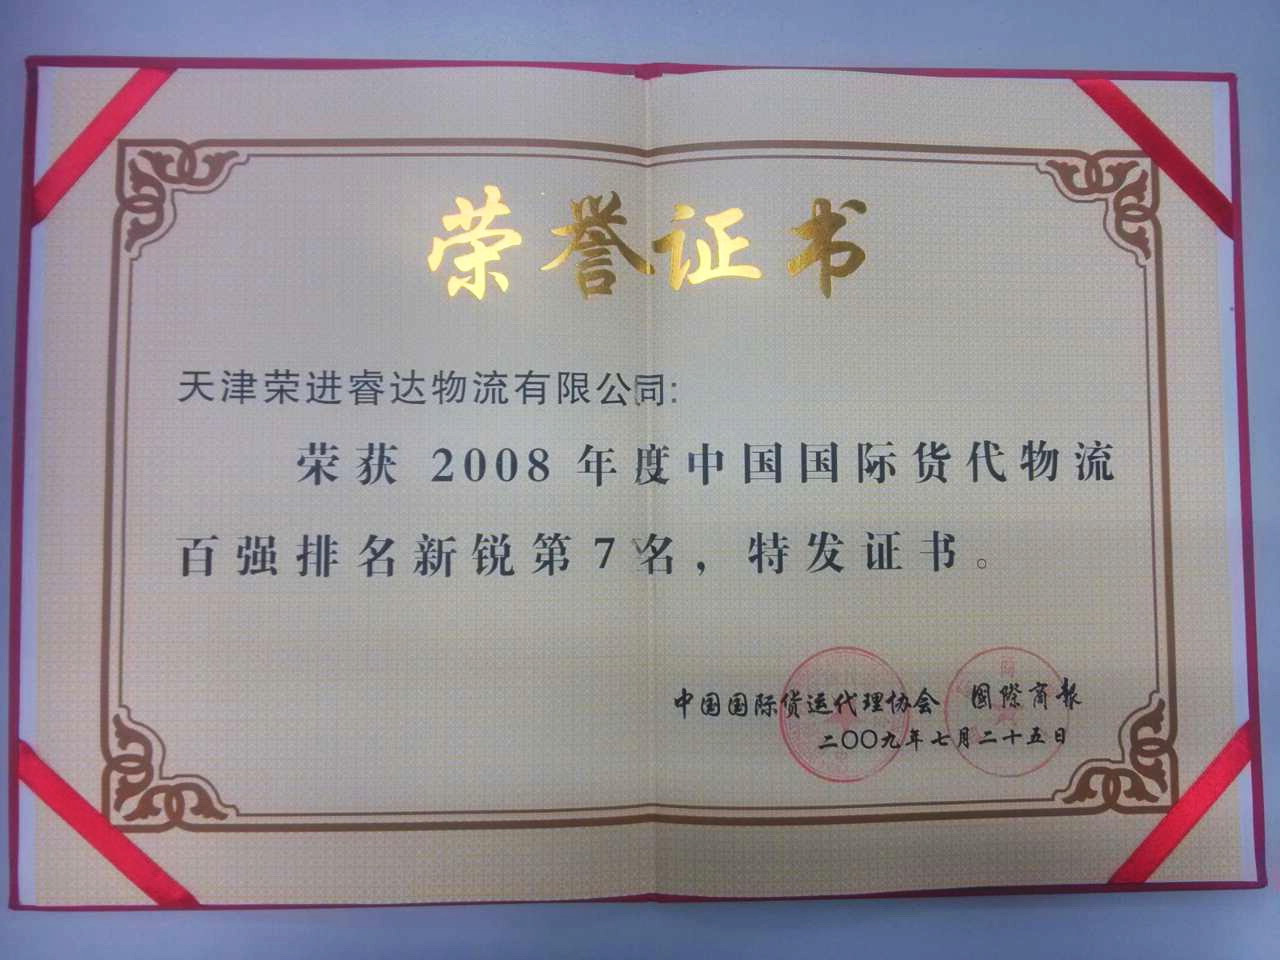 荣誉证书
天津荣进睿达物流有限公司:
荣获 2008 年度中国国际货代物流
百强排名新锐第 7 名，特发证书。
中国国际货运代理协会 国際商报
二〇〇九年七月二十五日